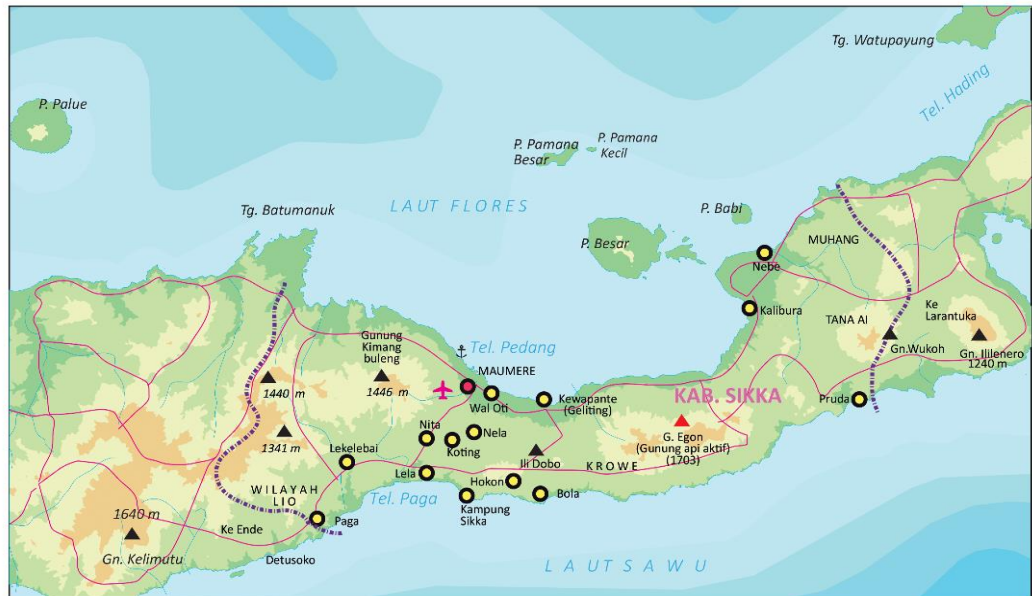 Tg. Watupayung
Tel. Hading
P. Palue
P. Pamana
Besar
P. Pamana
Kecil
Tg. Batumanuk
LAUT FLORES
P. Babi
P. Besar
MUHANG
Nebe
Kalibura
TANA AI
Ke
Larantuka
Gn.Wukoh
Gn. Ililenero
1240 m
Gunung
Kimang
buleng
1446 m
Tel. Pedang
MAUMERE
Wal Oti
Kewapante
(Geliting)
KAB. SIKKA
Pruda
1440 m
1341 m
G. Egon
(Gunung api aktif)
(1703)
Nita
Koting
Nela
Ili Dobo
KROWE
Lekelebai
Lela
Hokon
Bola
Kampung
Sikka
Tel. Paga
WILAYAH
LIO
Paga
Ke Ende
Detusoko
1640 m
Gn. Kelimutu
LAUT SAWU